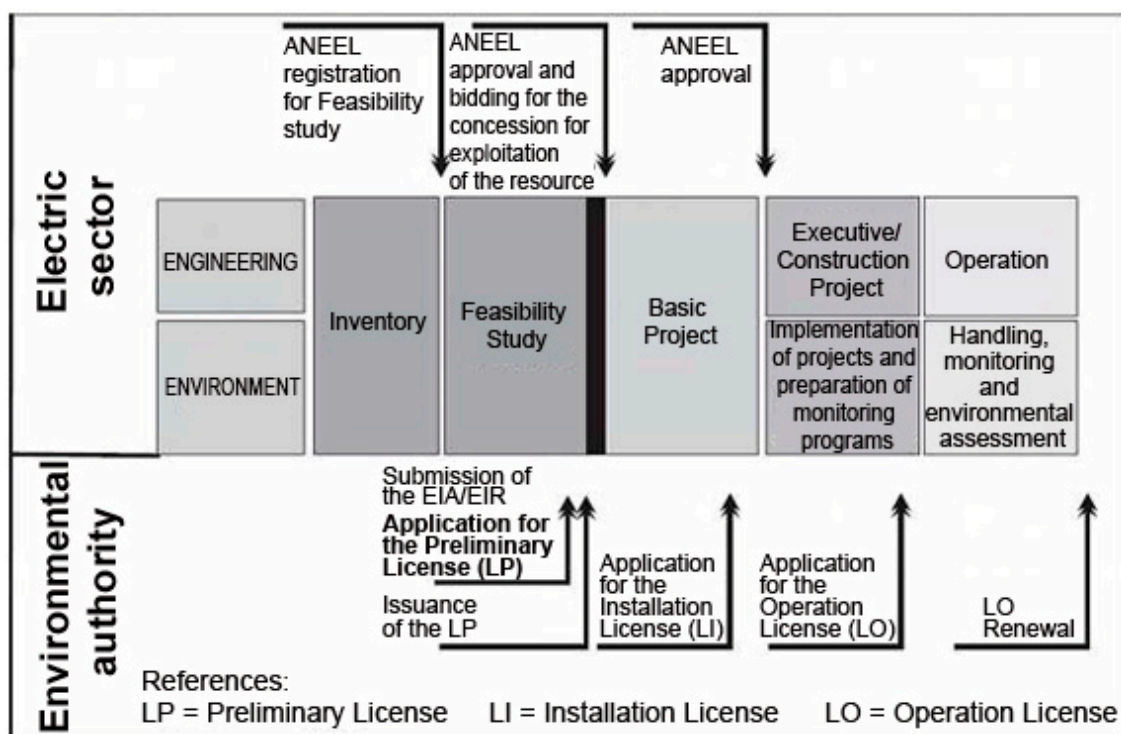 ANEEL
registration
for Feasibility
study
ANEEL
approval and
bidding for the
concession for
exploitation
of the resource
ANEEL
approval
Electric
sector
ENGINEERING
ENVIRONMENT
Inventory
Feasibility
Study
Basic
Project
Executive/
Construction
Project
Implementation
of projects and
preparation of
monitoring
programs
Operation
Handling,
monitoring
and
environmental
assessment
Environmental
authority
Submission of
the EIA/EIR
Application for
the Preliminary
License (LP)
Issuance
of the LP
Application
for the
Installation
License (LI)
Application
for the
Operation
License (LO)
LO
Renewal
References:
LP = Preliminary License LI = Installation License LO = Operation License